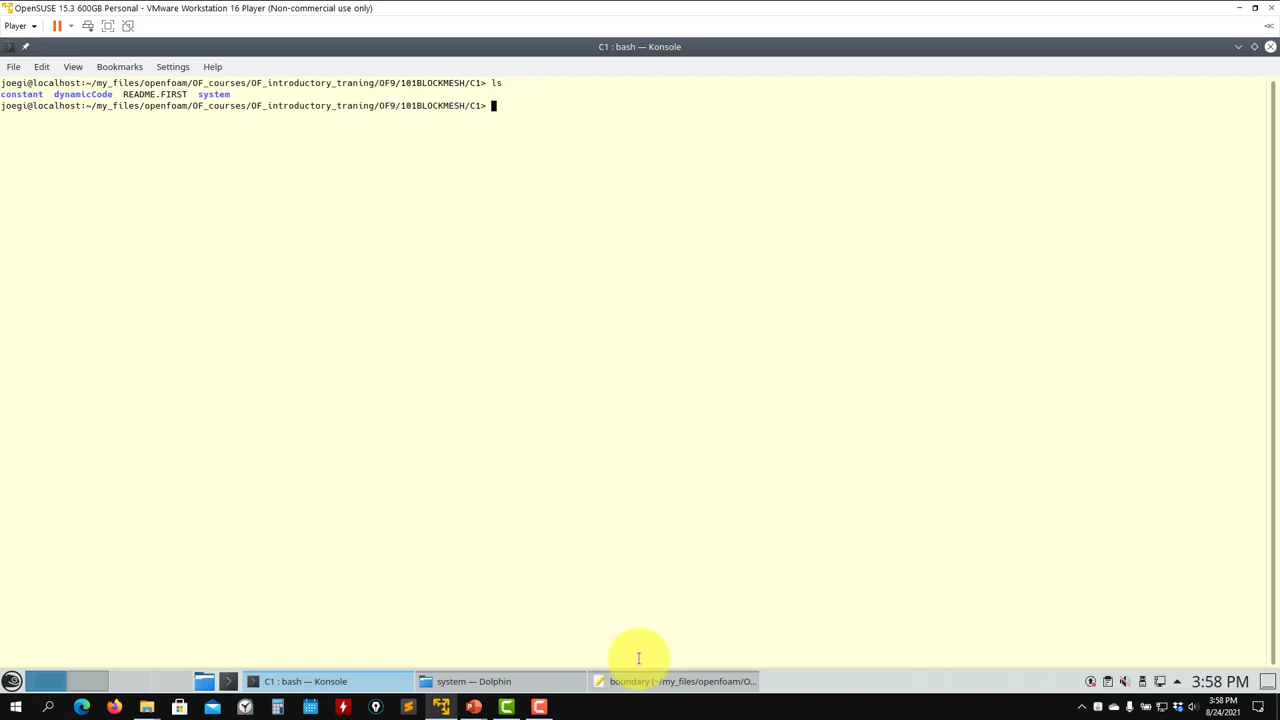 OpenSUSE 15.3 600GB Personal - VMware Workstation 16 Player (Non-commercial use only)
Player
C1 : bash — Konsole
File Edit View Bookmarks Settings Help
joegi@localhost:~/my_files/openfoam/OF_courses/OF_introductory_traning/OF9/101BLOCKMESH/C1> ls
constant dynamicCode README.FIRST system
joegi@localhost:~/my_files/openfoam/OF_courses/OF_introductory_traning/OF9/101BLOCKMESH/C1>
C1 : bash — Konsole system — Dolphin boundary (~/my_files/openfoam/O... 3:58 PM
3:58 PM
8/24/2021